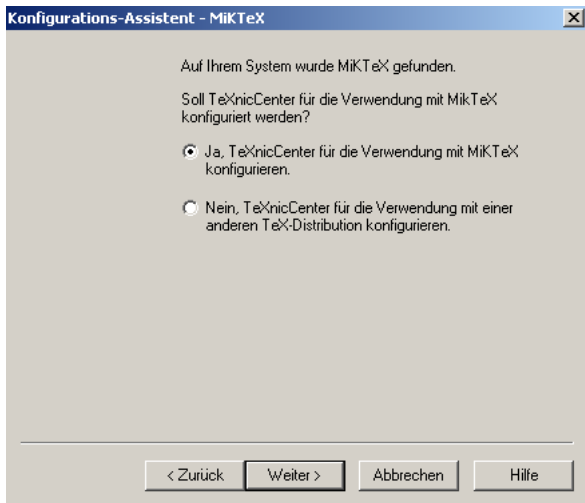 Konfigurations-Assistent - MiKTeX
Auf Ihrem System wurde MiKTeX gefunden.
Soll TeXnicCenter für die Verwendung mit MikTeX
konfiguriert werden?
Ja, TeXnicCenter für die Verwendung mit MiKTeX
konfigurieren.
Nein, TeXnicCenter für die Verwendung mit einer
anderen TeX-Distribution konfigurieren.
< Zurück Weiter > Abbrechen Hilfe